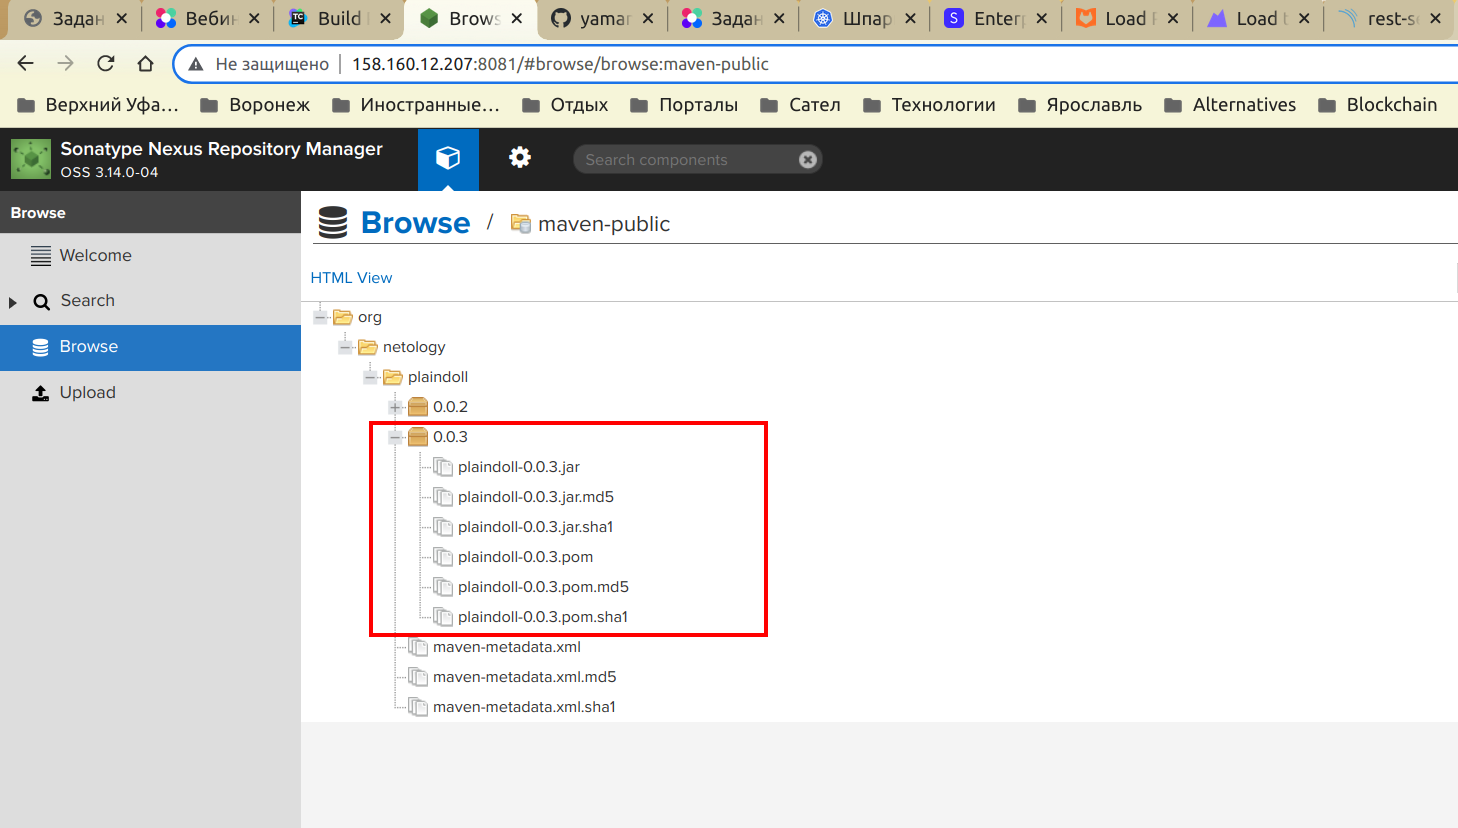 Задан Вебин Build Brows yamar Задан Шпар Enterp Load Load t rest-se
Не защищено 158.160.12.207:8081/#browse/browse:maven-public
Верхний Уфа… Воронеж Иностранные… Отдых Порталы Сател Технологии Ярославль Alternatives Blockchain
Sonatype Nexus Repository Manager
OSS 3.14.0-04
Search components
Browse
Welcome
Search
Browse
Upload
Browse / maven-public
HTML View
org
netology
plaindoll
0.0.2
0.0.3
plaindoll-0.0.3.jar
plaindoll-0.0.3.jar.md5
plaindoll-0.0.3.jar.sha1
plaindoll-0.0.3.pom
plaindoll-0.0.3.pom.md5
plaindoll-0.0.3.pom.sha1
maven-metadata.xml
maven-metadata.xml.md5
maven-metadata.xml.sha1